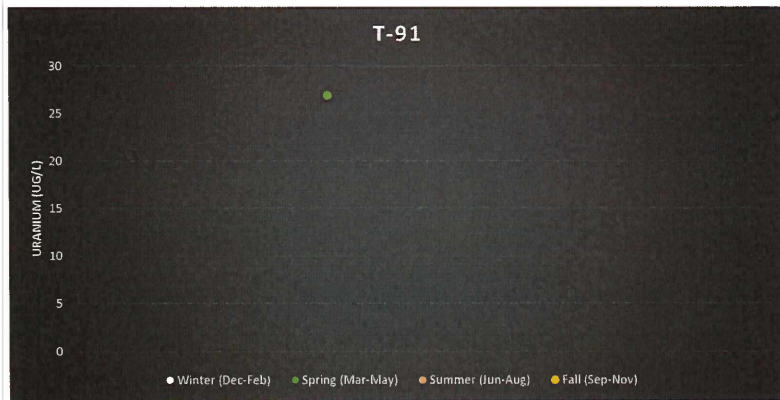 T-91
30
25
20
15
10
5
0
URANIUM (UG/L)
Winter (Dec-Feb) Spring (Mar-May) Summer (Jun-Aug) Fall (Sep-Nov)